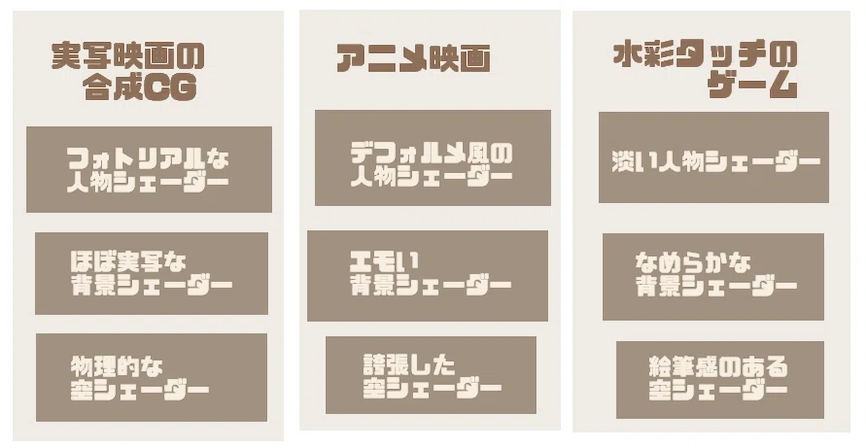 実写映画の
合成CG
フォトリアルな
人物シェーダー
ほぼ実写な
背景シェーダー
物理的な
空シェーダー
アニメ映画
デフォルメ風の
人物シェーダー
エモい
背景シェーダー
誇張した
空シェーダー
水彩タッチの
ゲーム
淡い人物シェーダー
なめらかな
背景シェーダー
絵筆感のある
空シェーダー